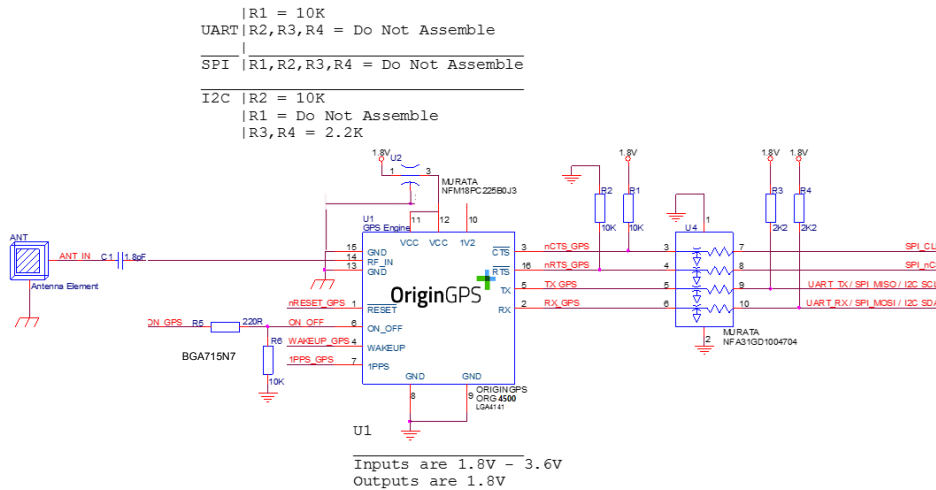 |R1 = 10K
UART|R2,R3,R4 = Do Not Assemble
SPI |R1,R2,R3,R4 = Do Not Assemble
I2C |R2 = 10K
|R1 = Do Not Assemble
|R3,R4 = 2.2K
1.8V
U2
1 3
MURATA
NFM18PC225B0J3
1.8V
R2
10K
R1
10K
1.8V 1.8V
R3
2K2
R4
2K2
U1
GPS Engine
11 12 10
VCC VCC 1V2
ANT
ANT_IN
C1 1.8pF
Antenna Element
15 GND
14 RF_IN
13 GND
nRESET_GPS 1 RESET
ON_GPS R5 220R ON_OFF 6 ON_OFF
WAKEUP_GPS 4 WAKEUP
1PPS_GPS 7 1PPS
R6
10K
BGA715N7
OriginGPS
CTS 3 nCTS_GPS
RTS 16 nRTS_GPS
TX 5 TX_GPS
RX 2 RX_GPS
GND GND
8 9
ORIGINGPS
ORG4500
LGA4141
U4
1
3 7 SPI_CL
4 8 SPI_nC
5 9 UART_TX / SPI_MISO / I2C SCL
6 10 UART_RX / SPI_MOSI / I2C SDA
2
MURATA
NFA31GD1004704
U1
Inputs are 1.8V - 3.6V
Outputs are 1.8V